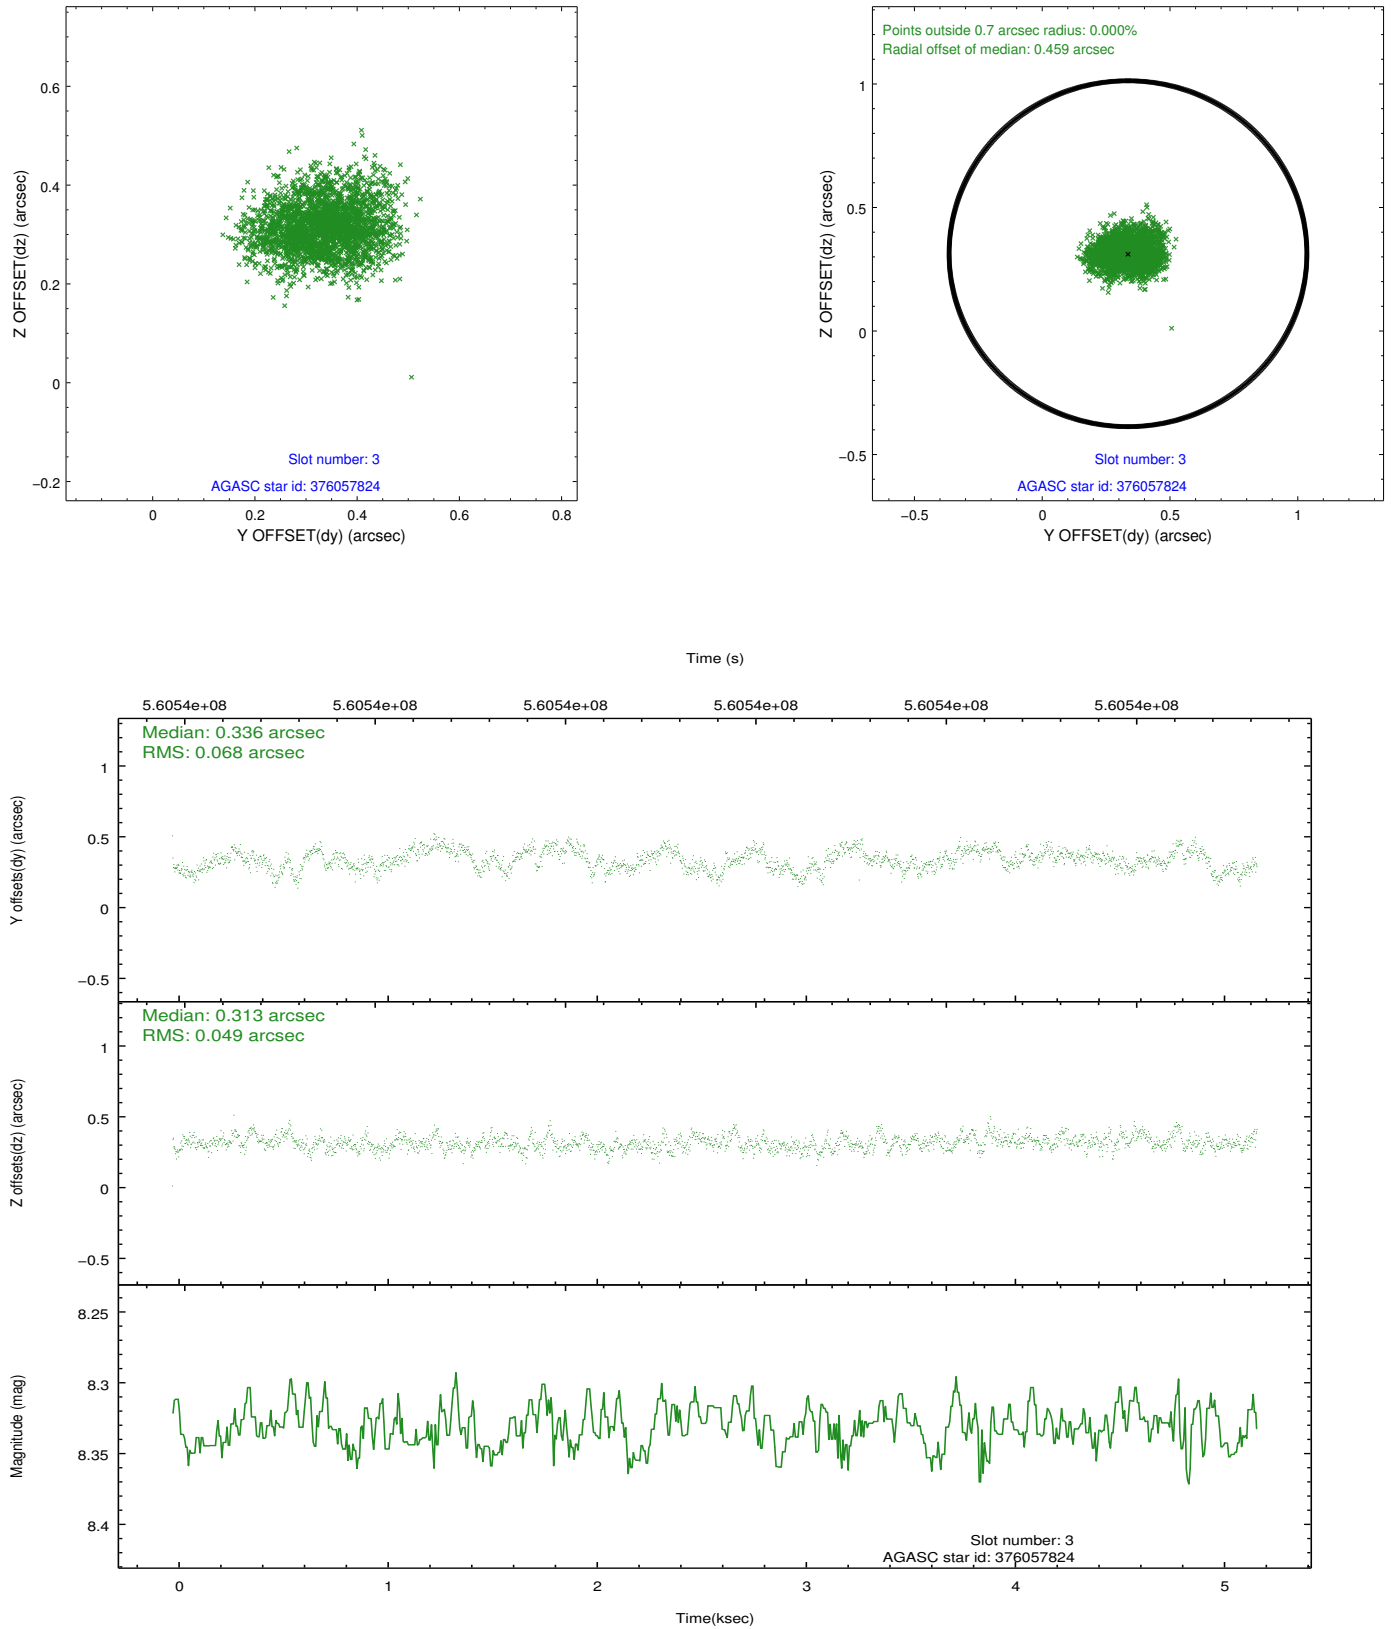 0.6
0.4
0.2
0
−0.2
Z OFFSET(dz) (arcsec)
Slot number: 3
AGASC star id: 376057824
0 0.2 0.4 0.6 0.8
Y OFFSET(dy) (arcsec)
Points outside 0.7 arcsec radius: 0.000%
Radial offset of median: 0.459 arcsec
1
0.5
0
−0.5
Z OFFSET(dz) (arcsec)
Slot number: 3
AGASC star id: 376057824
−0.5 0 0.5 1
Y OFFSET(dy) (arcsec)
Time (s)
5.6054e+08 5.6054e+08 5.6054e+08 5.6054e+08 5.6054e+08 5.6054e+08
Median: 0.336 arcsec
RMS: 0.068 arcsec
1
0.5
0
−0.5
Y offsets(dy) (arcsec)
Median: 0.313 arcsec
RMS: 0.049 arcsec
1
0.5
0
−0.5
Z offsets(dz) (arcsec)
8.25
8.3
8.35
8.4
Magnitude (mag)
Slot number: 3
AGASC star id: 376057824
0 1 2 3 4 5
Time(ksec)